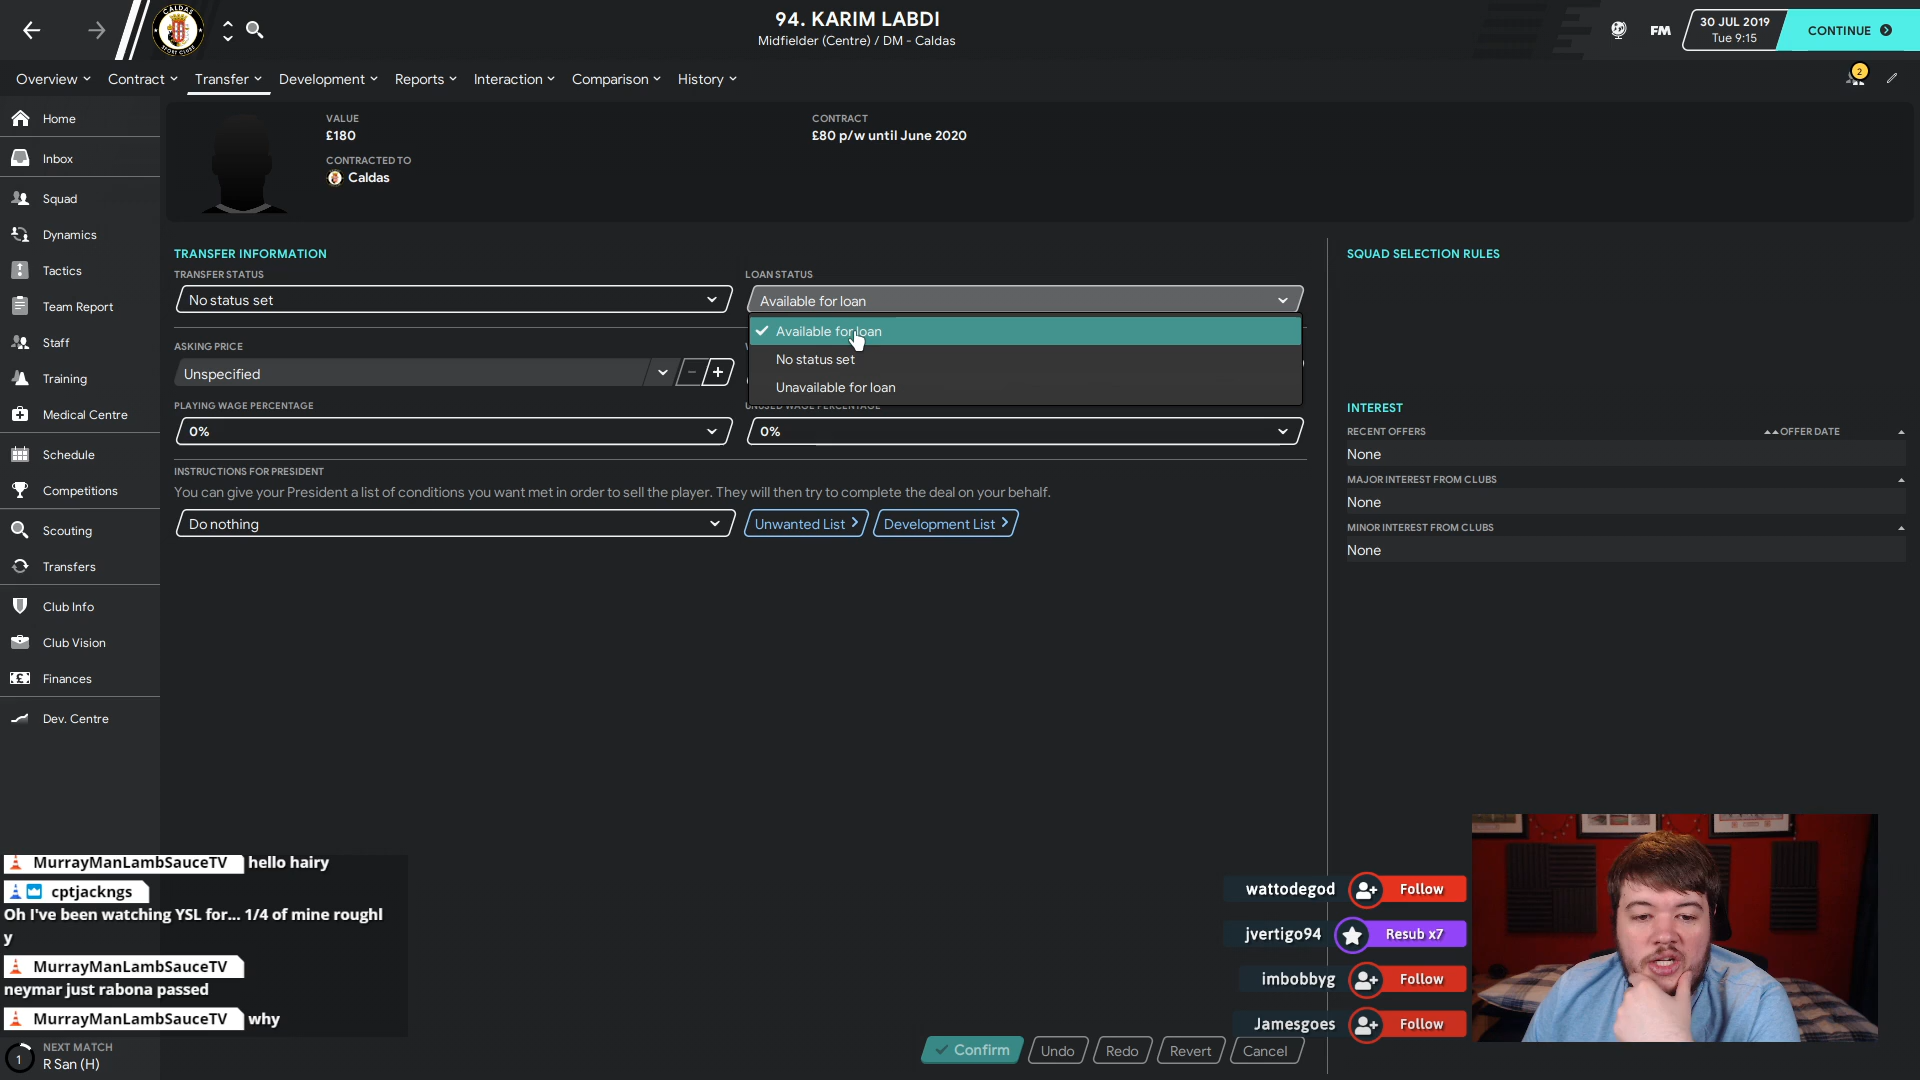 94. KARIM LABDI
Midfielder (Centre) / DM - Caldas
CALDAS
SPORT CLUBE
FM
30 JUL 2019
Tue 9:15
CONTINUE
Overview
Contract
Transfer
Development
Reports
Interaction
Comparison
History
2
Home
Inbox
Squad
Dynamics
Tactics
Team Report
Staff
Training
Medical Centre
Schedule
Competitions
Scouting
Transfers
Club Info
Club Vision
Finances
Dev. Centre
VALUE
£180
CONTRACTED TO
Caldas
CONTRACT
£80 p/w until June 2020
TRANSFER INFORMATION
TRANSFER STATUS
No status set
LOAN STATUS
Available for loan
Available for loan
No status set
Unavailable for loan
ASKING PRICE
Unspecified
PLAYING WAGE PERCENTAGE
0%
UNUSED WAGE PERCENTAGE
0%
INSTRUCTIONS FOR PRESIDENT
You can give your President a list of conditions you want met in order to sell the player. They will then try to complete the deal on your behalf.
Do nothing
Unwanted List
Development List
SQUAD SELECTION RULES
INTEREST
RECENT OFFERS
OFFER DATE
None
MAJOR INTEREST FROM CLUBS
None
MINOR INTEREST FROM CLUBS
None
MurrayManLambSauceTV hello hairy
cptjackngs
Oh I've been watching YSL for... 1/4 of mine roughl
y
MurrayManLambSauceTV
neymar just rabona passed
MurrayManLambSauceTV why
1
NEXT MATCH
R San (H)
wattodegod Follow
jvertigo94 Resub x7
imbobbyg Follow
Jamesgoes Follow
Confirm
Undo
Redo
Revert
Cancel